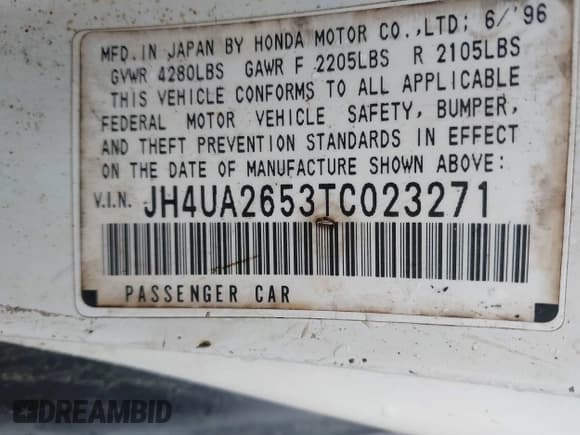 MFD. IN JAPAN BY HONDA MOTOR CO., LTD: 6/'96
GVWR 4280LBS GAWR F 2205LBS R 2105LBS
THIS VEHICLE CONFORMS TO ALL APPLICABLE
FEDERAL MOTOR VEHICLE SAFETY, BUMPER,
AND THEFT PREVENTION STANDARDS IN EFFECT
ON THE DATE OF MANUFACTURE SHOWN ABOVE:
V.I.N. JH4UA2653TC023271
PASSENGER CAR
DREAMBID